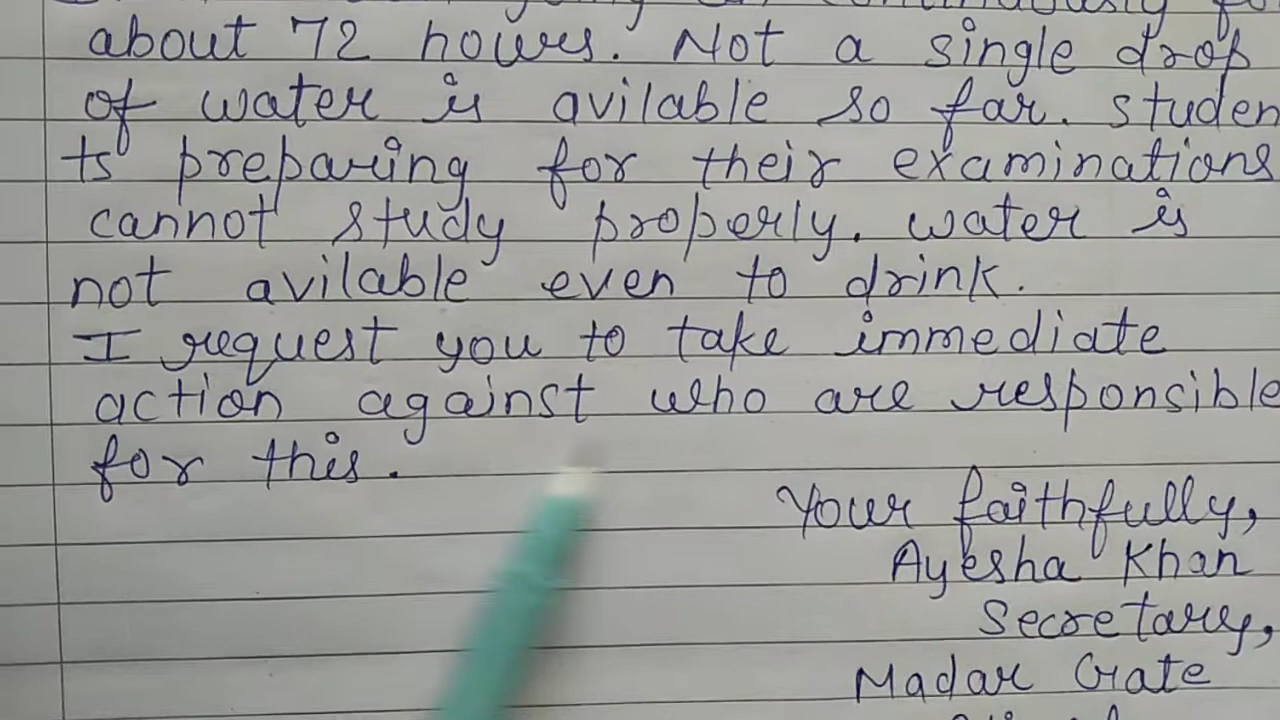 continuously for
about 72 hours. Not a single drop
of water is avilable so far. studen
ts preparing for their examinations
cannot study properly. water is
not avilable even to drink.
I request you to take immediate
action against who are responsible
for this.
Your faithfully,
Ayesha Khan
Secretary,
Madar Gate